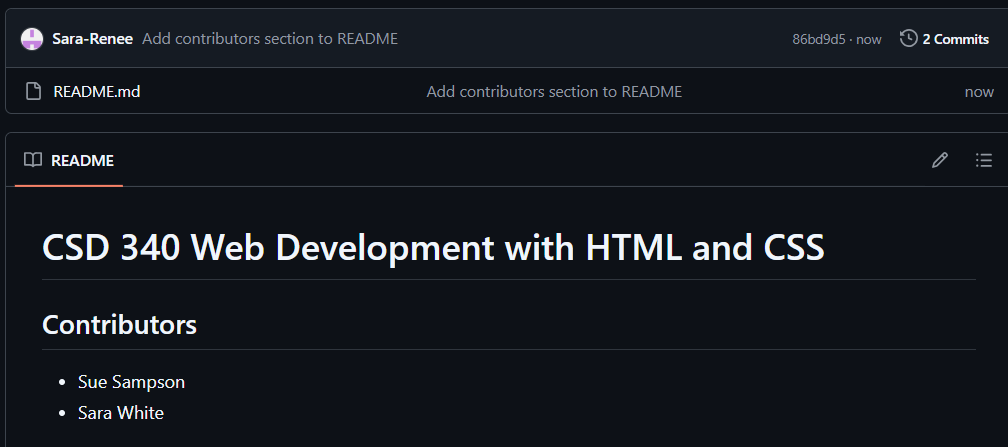 Sara-Renee Add contributors section to README 86bd9d5 · now 2 Commits
README.md Add contributors section to README now
README
CSD 340 Web Development with HTML and CSS
Contributors
• Sue Sampson
• Sara White